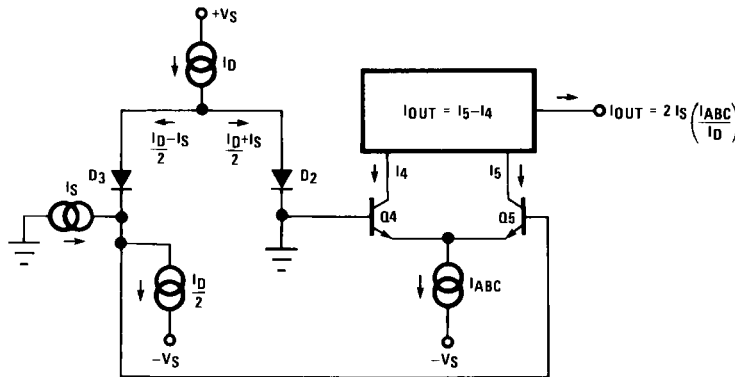 +VS
ID
ID/2 −IS
ID/2 +IS
D3
D2
IS
ID/2
−VS
IOUT = I5−I4
IOUT = 2 IS (IABC/ID)
I4
I5
Q4
Q5
IABC
−VS